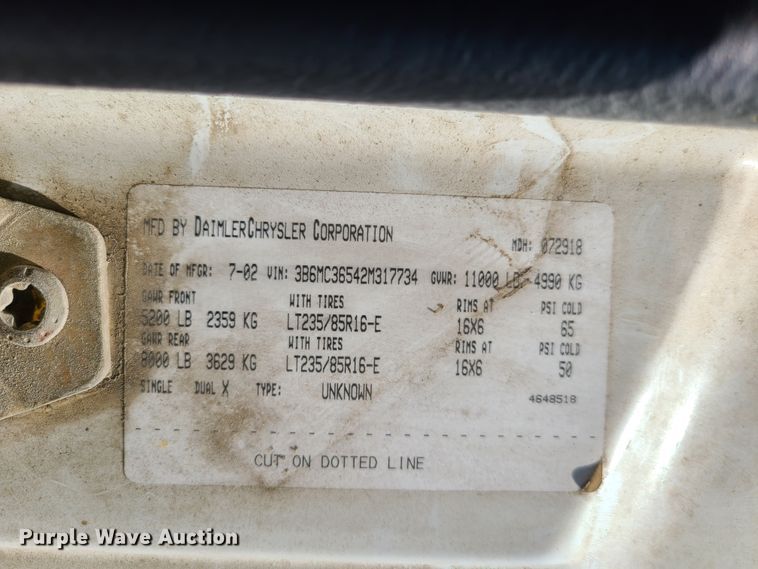 MFD BY DAIMLERCHRYSLER CORPORATION
MDH: 072918
DATE OF MFGR: 7-02 VIN: 3B6MC36542M317734 GVWR: 11000 LB 4990 KG
GAWR FRONT WITH TIRES RIMS AT PSI COLD
5200 LB 2359 KG LT235/85R16-E 16X6 65
GAWR REAR WITH TIRES RIMS AT PSI COLD
8000 LB 3629 KG LT235/85R16-E 16X6 50
SINGLE DUAL X TYPE: UNKNOWN 4648518
CUT ON DOTTED LINE
Purple Wave Auction